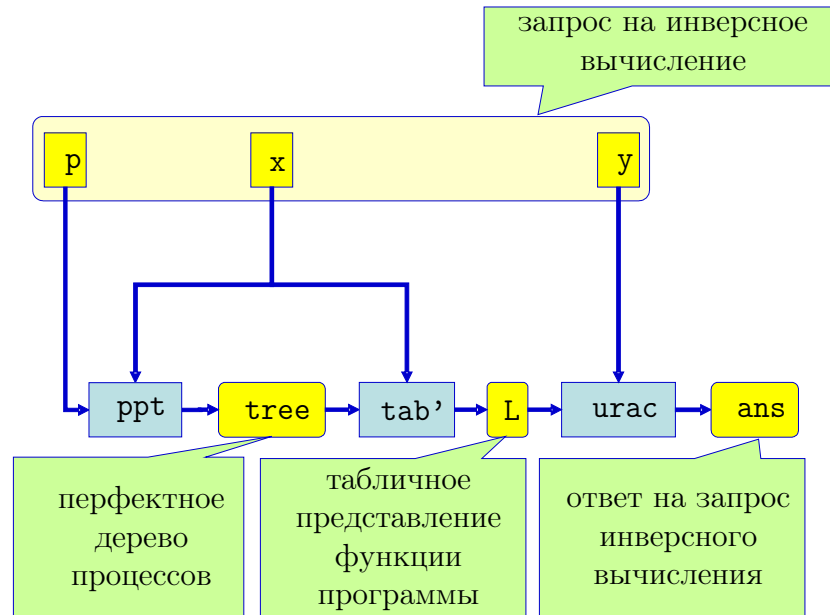 запрос на инверсное
вычисление
p x y
ppt tree tab’ L urac ans
перфектное
дерево
процессов
табличное
представление
функции
программы
ответ на запрос
инверсного
вычисления